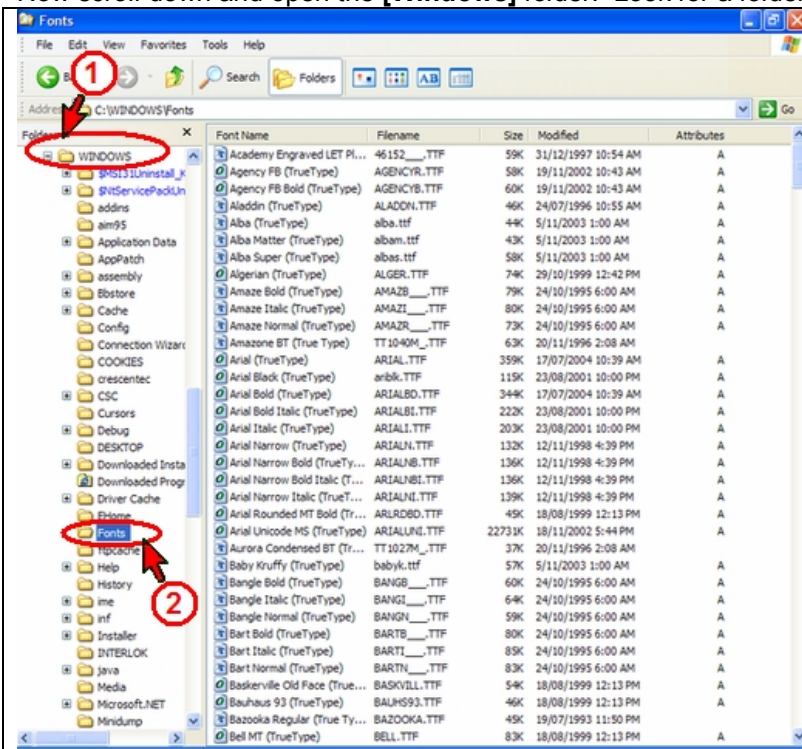 Now scroll down and open the [Windows] folder. Look for a folder
Fonts
File Edit View Favorites Tools Help
Search Folders
C:\WINDOWS\Fonts Go
Font Name Filename Size Modified Attributes
1
WINDOWS
$MSI31Uninstall_K
$NtServicePackUn
addins
aim95
Application Data
AppPatch
assembly
Bbstore
Cache
Config
Connection Wizard
COOKIES
crescentec
CSC
Cursors
Debug
DESKTOP
Downloaded Insta
Downloaded Progr
Driver Cache
EHome
Fonts
ftpcache
Help
History
2
ime
inf
Installer
INTERLOK
java
Media
Microsoft.NET
Minidump
Academy Engraved LET Pl... 46152___.TTF 59K 31/12/1997 10:54 AM A
Agency FB (TrueType) AGENCYR.TTF 58K 19/11/2002 10:43 AM A
Agency FB Bold (TrueType) AGENCYB.TTF 60K 19/11/2002 10:43 AM A
Aladdin (TrueType) ALADDN.TTF 46K 24/07/1996 10:55 AM A
Alba (TrueType) alba.ttf 44K 5/11/2003 1:00 AM A
Alba Matter (TrueType) albam.ttf 43K 5/11/2003 1:00 AM A
Alba Super (TrueType) albas.ttf 58K 5/11/2003 1:00 AM A
Algerian (TrueType) ALGER.TTF 74K 29/10/1999 12:42 PM A
Amaze Bold (TrueType) AMAZB___.TTF 79K 24/10/1995 6:00 AM A
Amaze Italic (TrueType) AMAZI___.TTF 80K 24/10/1995 6:00 AM A
Amaze Normal (TrueType) AMAZR___.TTF 73K 24/10/1995 6:00 AM A
Amazone BT (True Type) TT1040M_.TTF 63K 20/11/1996 2:08 AM
Arial (TrueType) ARIAL.TTF 359K 17/07/2004 10:39 AM A
Arial Black (TrueType) ariblk.TTF 115K 23/08/2001 10:00 PM A
Arial Bold (TrueType) ARIALBD.TTF 344K 17/07/2004 10:39 AM A
Arial Bold Italic (TrueType) ARIALBI.TTF 222K 23/08/2001 10:00 PM A
Arial Italic (TrueType) ARIALI.TTF 203K 23/08/2001 10:00 PM A
Arial Narrow (TrueType) ARIALN.TTF 132K 12/11/1998 4:39 PM A
Arial Narrow Bold (TrueTy... ARIALNB.TTF 136K 12/11/1998 4:39 PM A
Arial Narrow Bold Italic (T... ARIALNBI.TTF 136K 12/11/1998 4:39 PM A
Arial Narrow Italic (TrueT... ARIALNI.TTF 139K 12/11/1998 4:39 PM A
Arial Rounded MT Bold (Tr... ARLRDBD.TTF 45K 18/08/1999 12:13 PM A
Arial Unicode MS (TrueType) ARIALUNI.TTF 22731K 18/11/2002 5:44 PM A
Aurora Condensed BT (Tr... TT1027M_.TTF 37K 20/11/1996 2:08 AM
Baby Kruffy (TrueType) babyk.ttf 57K 5/11/2003 1:00 AM A
Bangle Bold (TrueType) BANGB___.TTF 60K 24/10/1995 6:00 AM A
Bangle Italic (TrueType) BANGI___.TTF 64K 24/10/1995 6:00 AM A
Bangle Normal (TrueType) BANGN___.TTF 59K 24/10/1995 6:00 AM A
Bart Bold (TrueType) BARTB___.TTF 80K 24/10/1995 6:00 AM A
Bart Italic (TrueType) BARTI___.TTF 85K 24/10/1995 6:00 AM A
Bart Normal (TrueType) BARTN___.TTF 83K 24/10/1995 6:00 AM A
Baskerville Old Face (True... BASKVILL.TTF 54K 18/08/1999 12:13 PM A
Bauhaus 93 (TrueType) BAUHS93.TTF 46K 18/08/1999 12:13 PM A
Bazooka Regular (True Ty... BAZOOKA.TTF 45K 19/07/1993 11:50 PM
Bell MT (TrueType) BELL.TTF 83K 18/08/1999 12:13 PM A